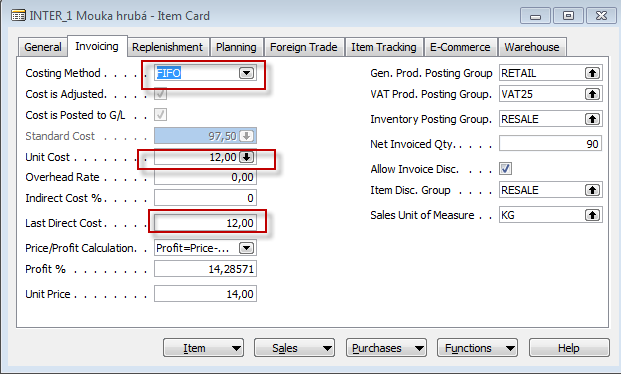 INTER_1 Mouka hrubá - Item Card
General Invoicing Replenishment Planning Foreign Trade Item Tracking E-Commerce Warehouse
Costing Method . . . . . FIFO
Cost is Adjusted. . . . .
Cost is Posted to G/L . .
Standard Cost . . . . . 97,50
Unit Cost . . . . . . . . 12,00
Overhead Rate . . . . . 0,00
Indirect Cost % . . . . . 0
Last Direct Cost . . . . . 12,00
Price/Profit Calculation. . Profit=Price-...
Profit % . . . . . . . . 14,28571
Unit Price . . . . . . . . 14,00
Gen. Prod. Posting Group RETAIL
VAT Prod. Posting Group. VAT25
Inventory Posting Group. RESALE
Net Invoiced Qty. . . . . 90
Allow Invoice Disc. . . . .
Item Disc. Group . . . . RESALE
Sales Unit of Measure . . KG
Item Sales Purchases Functions Help